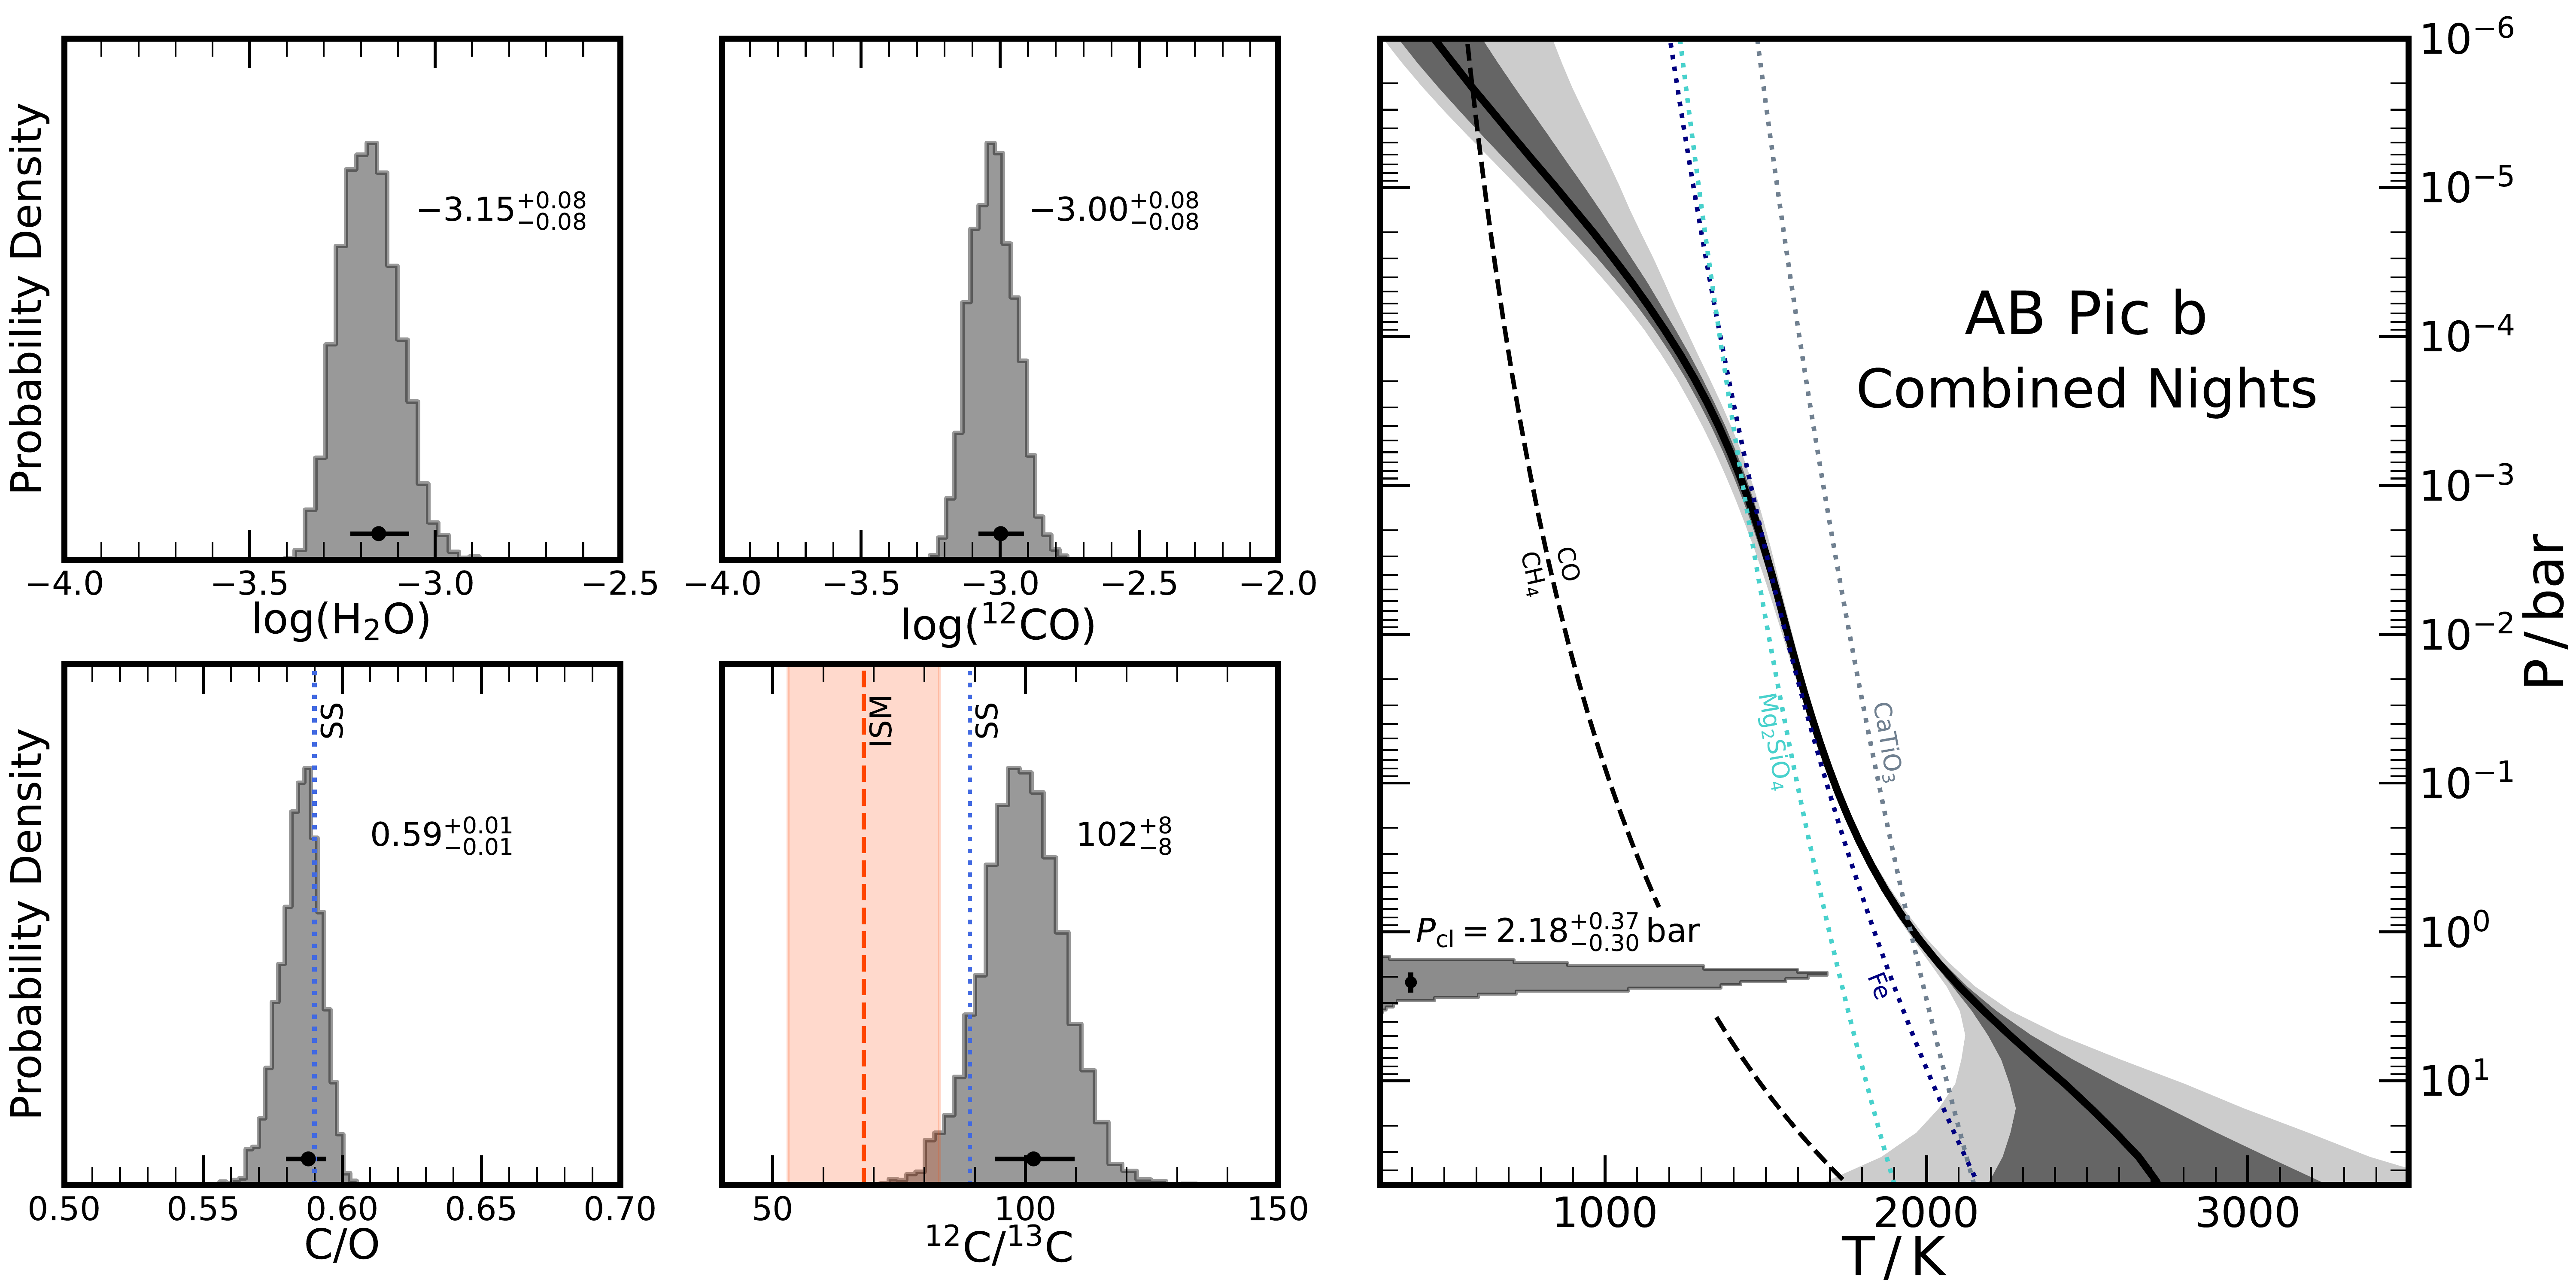 Probability Density
−3.15 +0.08 −0.08
−4.0 −3.5 −3.0 −2.5
log(H₂O)
−3.00 +0.08 −0.08
−4.0 −3.5 −3.0 −2.5 −2.0
log(¹²CO)
Probability Density
SS
0.59 +0.01 −0.01
0.50 0.55 0.60 0.65 0.70
C/O
ISM
SS
102 +8 −8
50 100 150
¹²C/¹³C
AB Pic b
Combined Nights
CO
CH₄
Mg₂SiO₄
CaTiO₃
Fe
P_cl = 2.18 +0.37 −0.30 bar
1000 2000 3000
T / K
10⁻⁶
10⁻⁵
10⁻⁴
10⁻³
10⁻²
10⁻¹
10⁰
10¹
P / bar